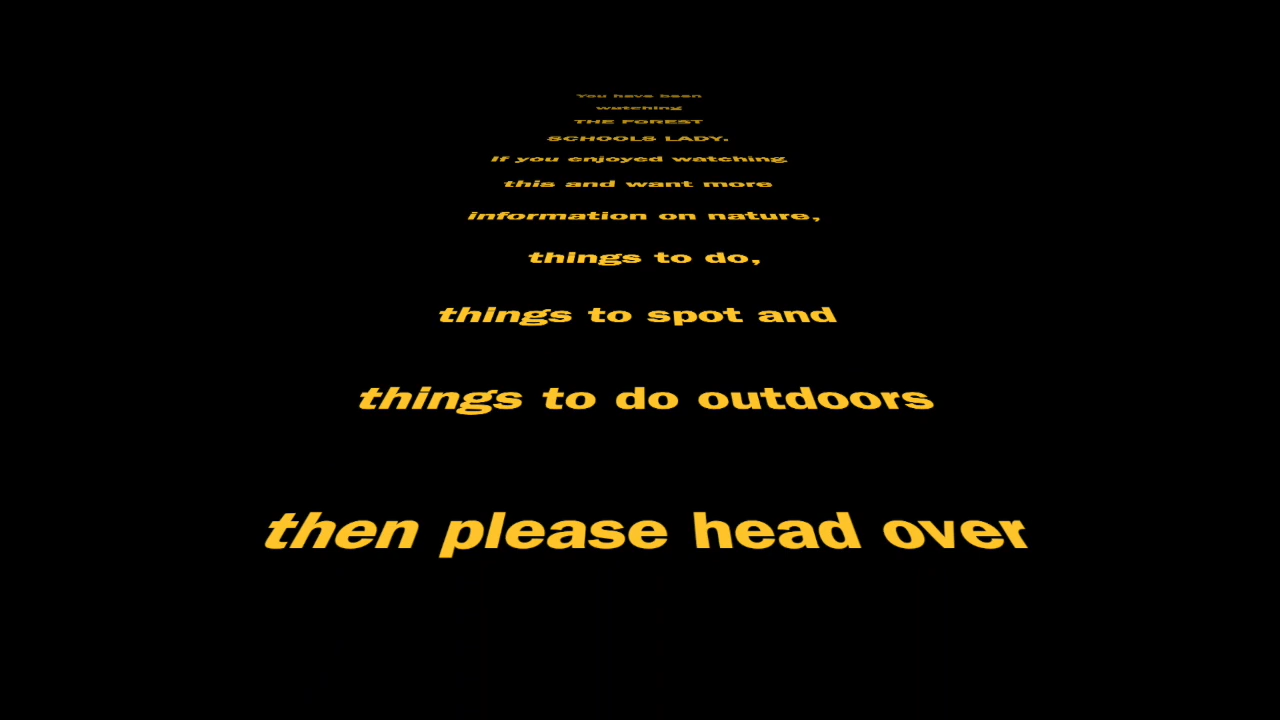 You have been
watching
THE FOREST
SCHOOLS LADY.
If you enjoyed watching
this and want more
information on nature,
things to do,
things to spot and
things to do outdoors
then please head over